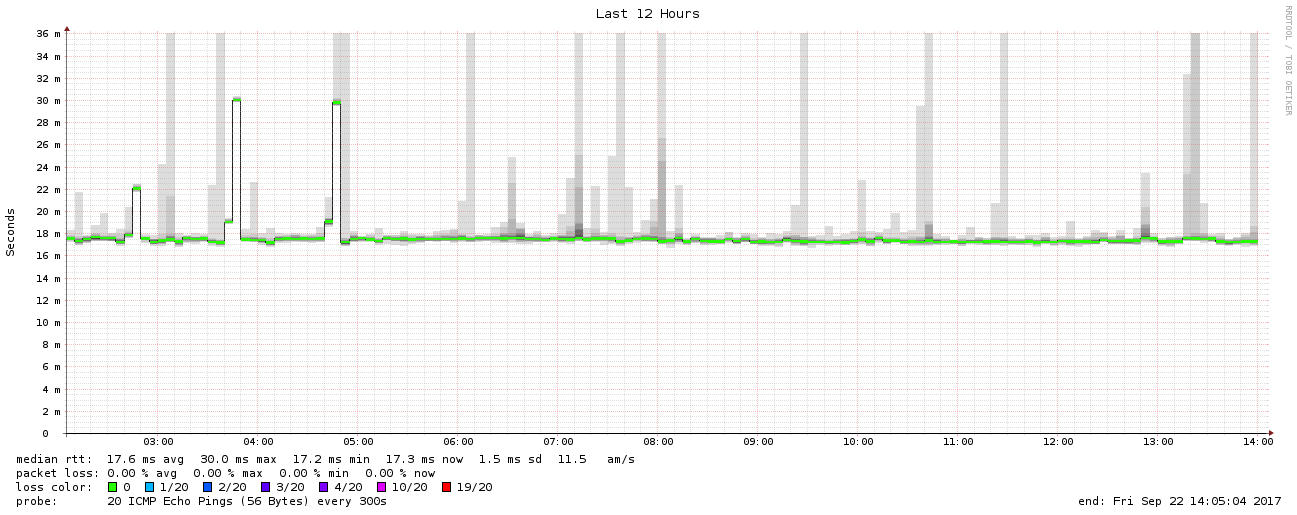 Last 12 Hours
RRDTOOL / TOBI OETIKER
Seconds
36 m
34 m
32 m
30 m
28 m
26 m
24 m
22 m
20 m
18 m
16 m
14 m
12 m
10 m
8 m
6 m
4 m
2 m
0
03:00 04:00 05:00 06:00 07:00 08:00 09:00 10:00 11:00 12:00 13:00 14:00
median rtt: 17.6 ms avg 30.0 ms max 17.2 ms min 17.3 ms now 1.5 ms sd 11.5 am/s
packet loss: 0.00 % avg 0.00 % max 0.00 % min 0.00 % now
loss color: 0 1/20 2/20 3/20 4/20 10/20 19/20
probe: 20 ICMP Echo Pings (56 Bytes) every 300s end: Fri Sep 22 14:05:04 2017